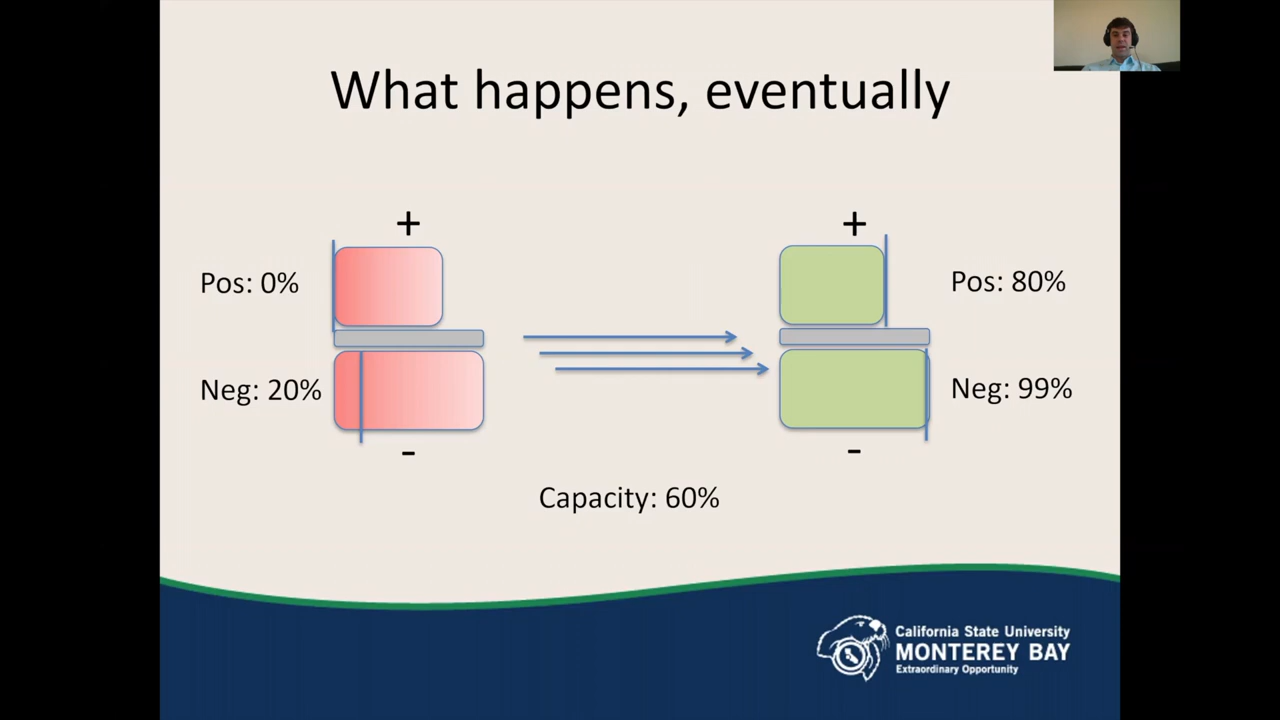 What happens, eventually
+
+
Pos: 0%
Pos: 80%
Neg: 20%
Neg: 99%
-
-
Capacity: 60%
California State University
MONTEREY BAY
Extraordinary Opportunity